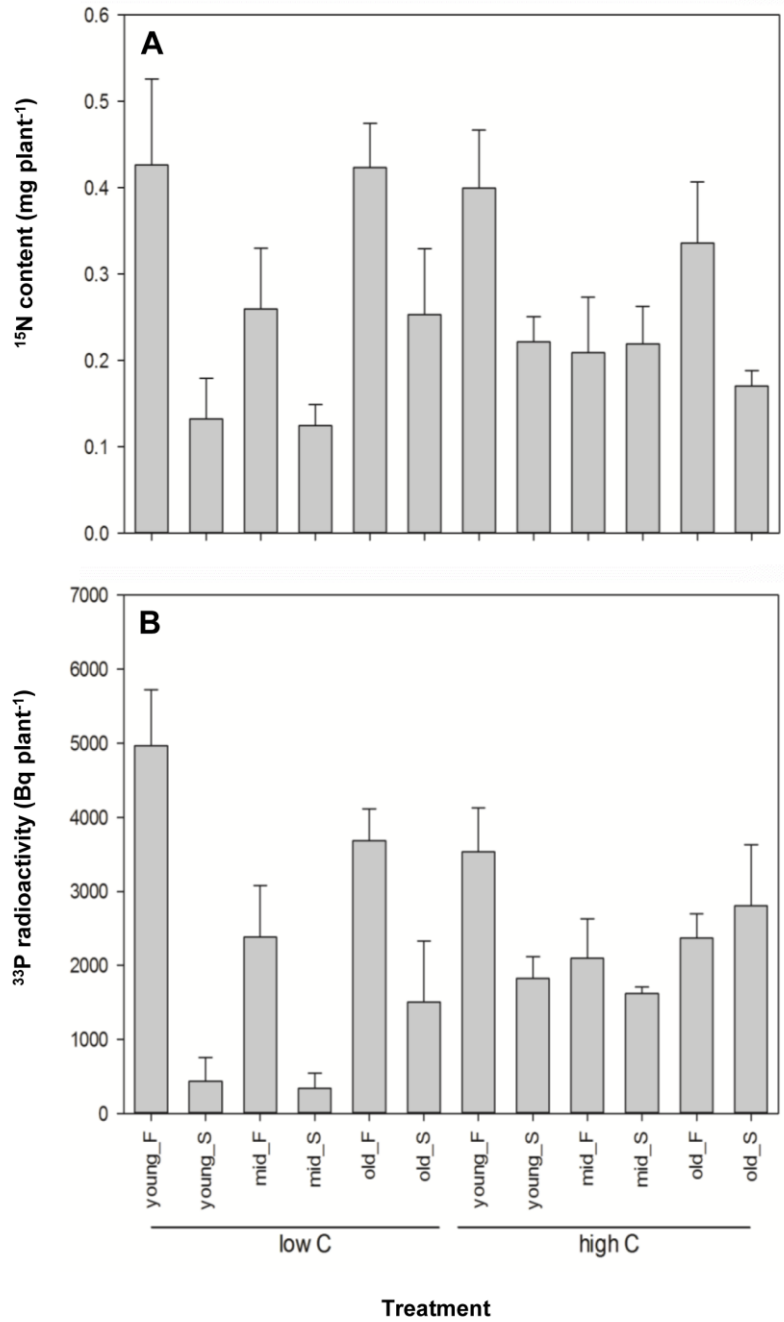 A
0.6
0.5
0.4
0.3
0.2
0.1
0.0
¹⁵N content (mg plant⁻¹)
B
7000
6000
5000
4000
3000
2000
1000
0
³³P radioactivity (Bq plant⁻¹)
young_F
young_S
mid_F
mid_S
old_F
old_S
young_F
young_S
mid_F
mid_S
old_F
old_S
low C
high C
Treatment